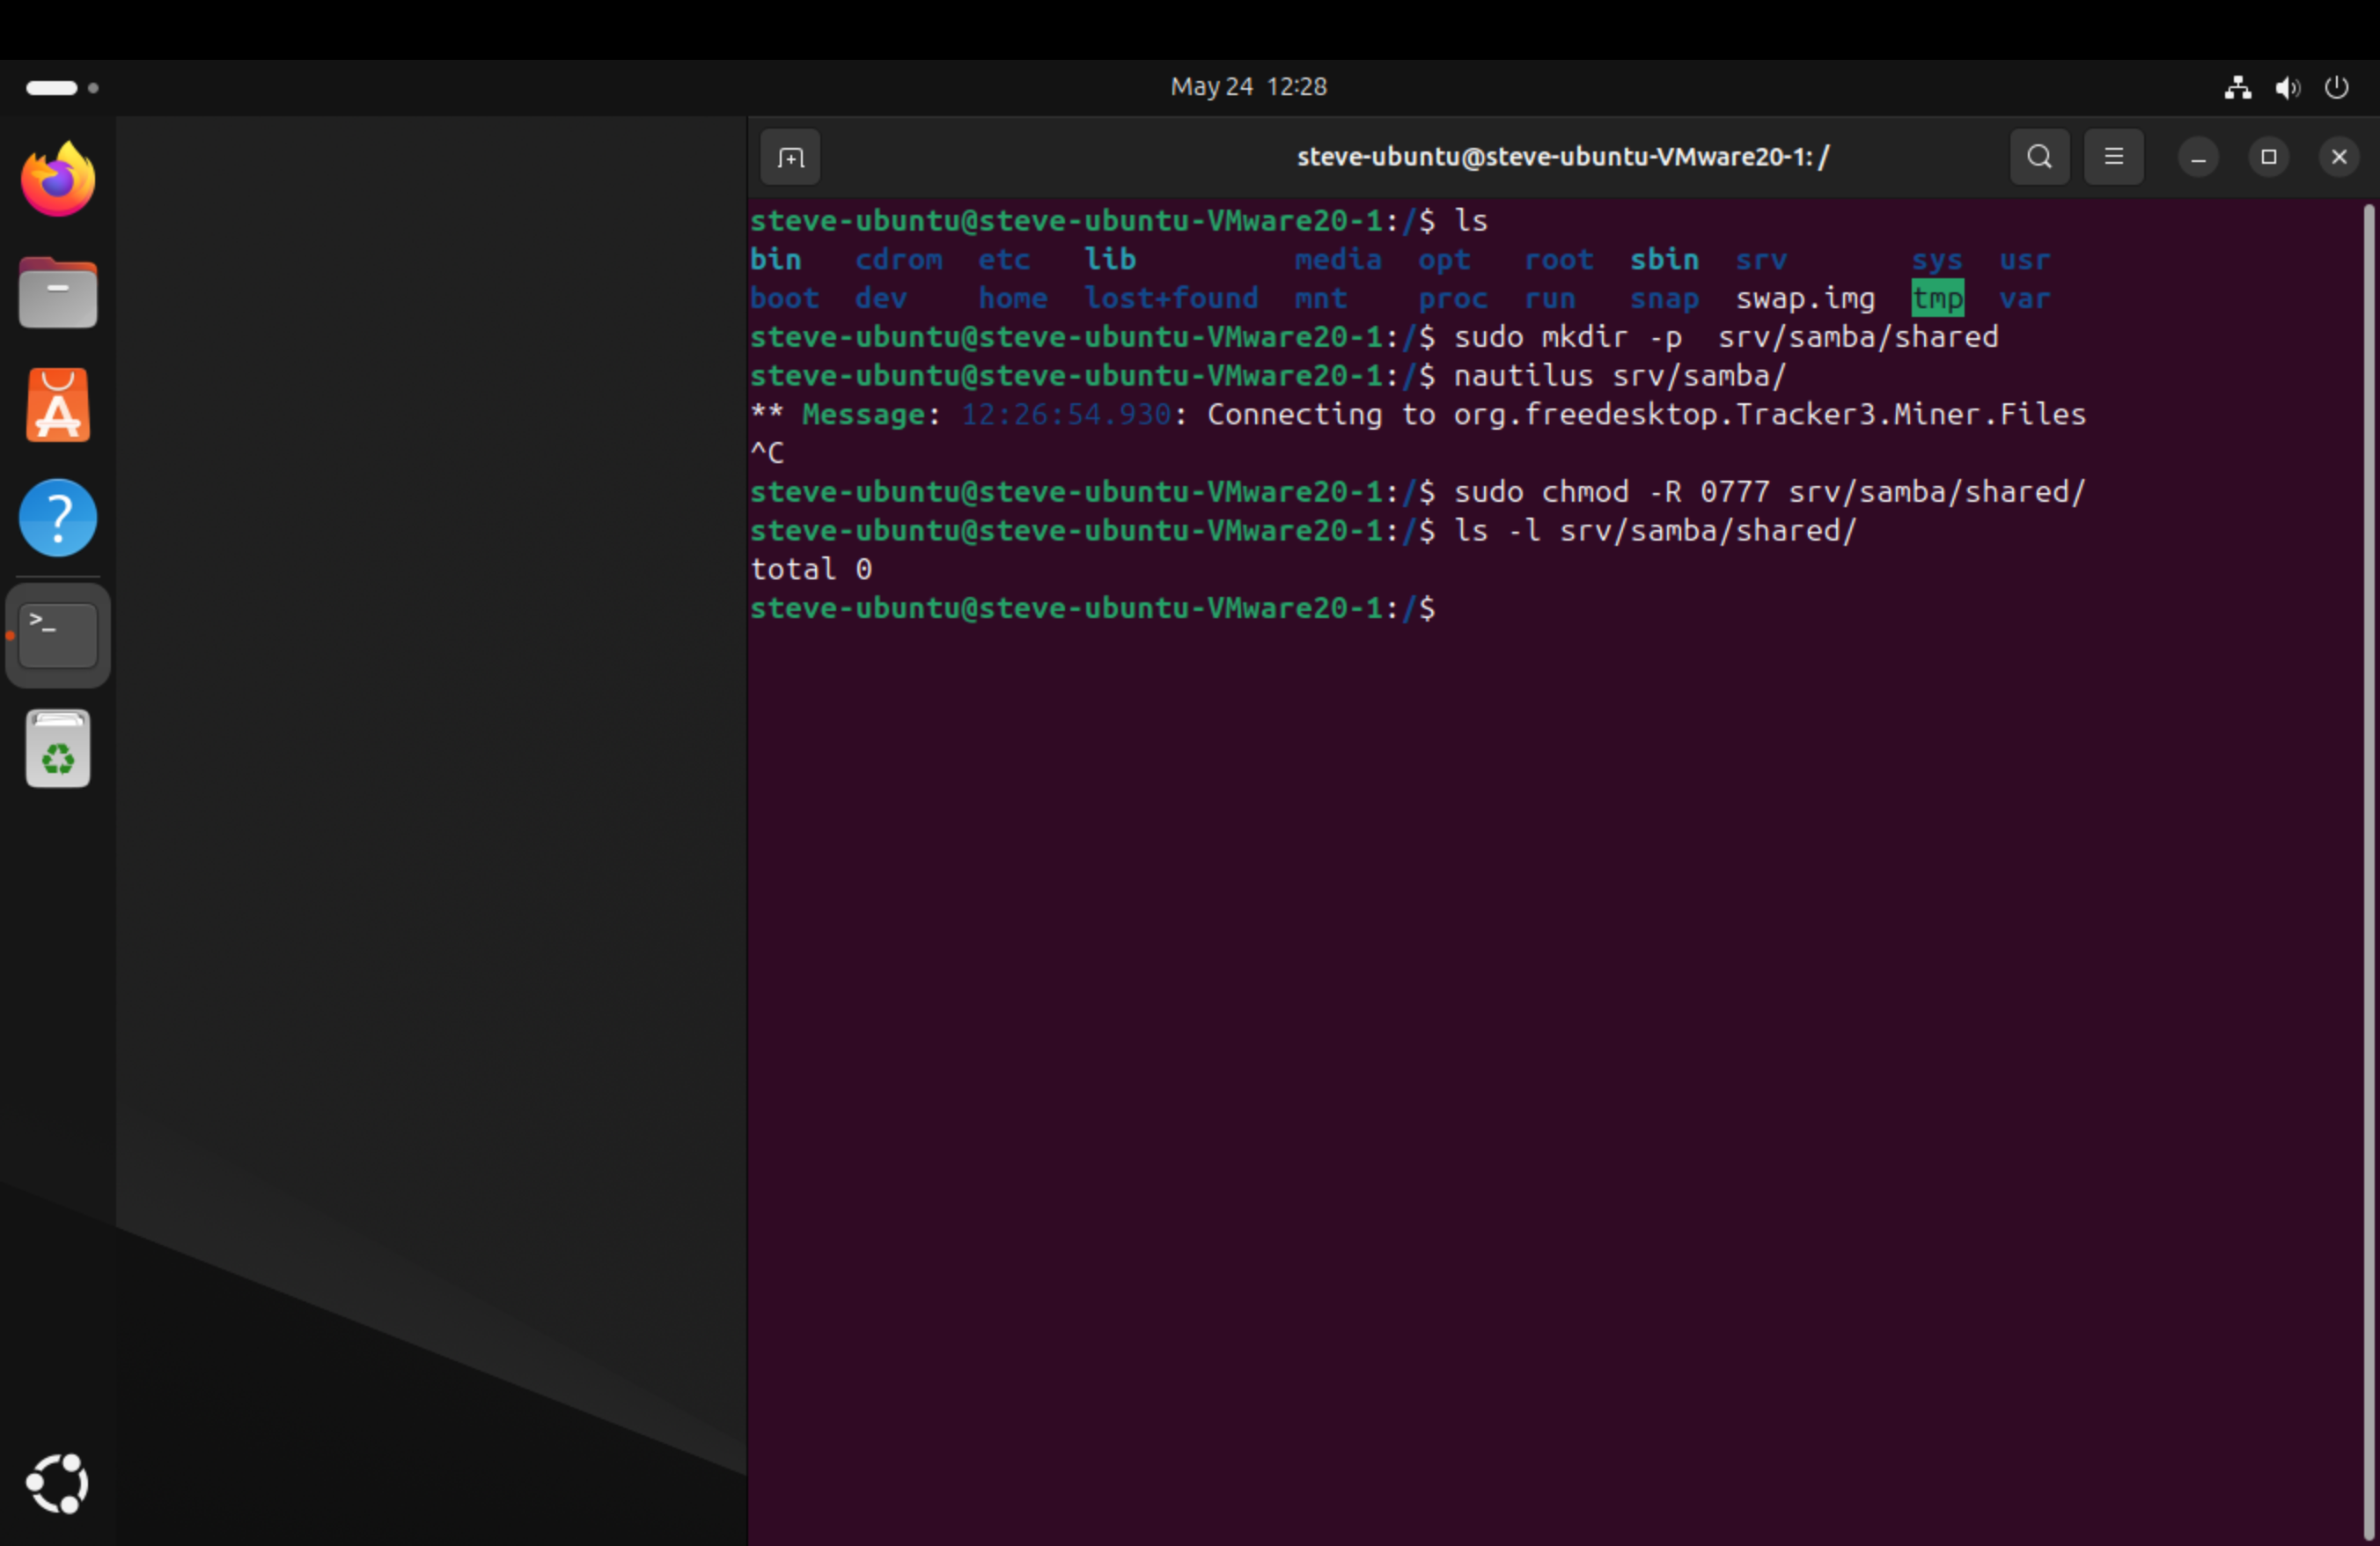 May 24 12:28
steve-ubuntu@steve-ubuntu-VMware20-1: /
steve-ubuntu@steve-ubuntu-VMware20-1:/$ ls
bin cdrom etc lib media opt root sbin srv sys usr
boot dev home lost+found mnt proc run snap swap.img tmp var
steve-ubuntu@steve-ubuntu-VMware20-1:/$ sudo mkdir -p  srv/samba/shared
steve-ubuntu@steve-ubuntu-VMware20-1:/$ nautilus srv/samba/
** Message: 12:26:54.930: Connecting to org.freedesktop.Tracker3.Miner.Files
^C
steve-ubuntu@steve-ubuntu-VMware20-1:/$ sudo chmod -R 0777 srv/samba/shared/
steve-ubuntu@steve-ubuntu-VMware20-1:/$ ls -l srv/samba/shared/
total 0
steve-ubuntu@steve-ubuntu-VMware20-1:/$